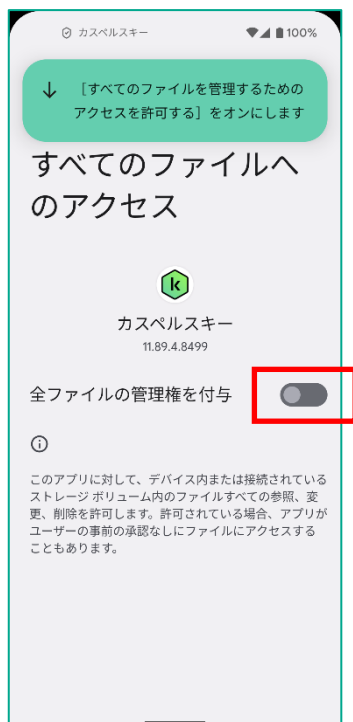 カスペルスキー 100%
［すべてのファイルを管理するための
アクセスを許可する］をオンにします
すべてのファイルへ
のアクセス
カスペルスキー
11.89.4.8499
全ファイルの管理権を付与
このアプリに対して、デバイス内または接続されている
ストレージ ボリューム内のファイルすべての参照、変
更、削除を許可します。許可されている場合、アプリが
ユーザーの事前の承認なしにファイルにアクセスする
こともあります。